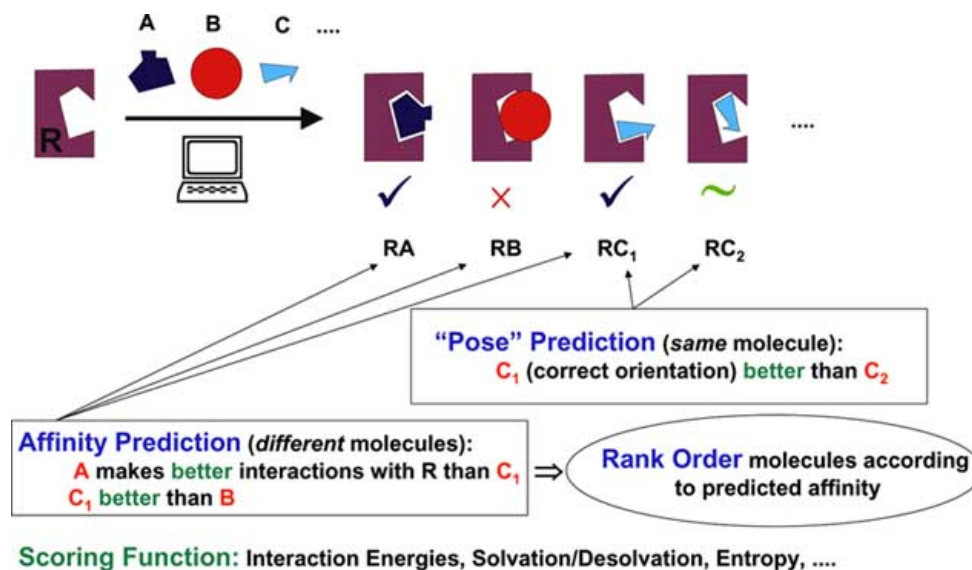 A B C ....
R
....
RA RB RC₁ RC₂
“Pose” Prediction (same molecule):
C₁ (correct orientation) better than C₂
Affinity Prediction (different molecules):
A makes better interactions with R than C₁
C₁ better than B
⇒
Rank Order molecules according
to predicted affinity
Scoring Function: Interaction Energies, Solvation/Desolvation, Entropy, ....